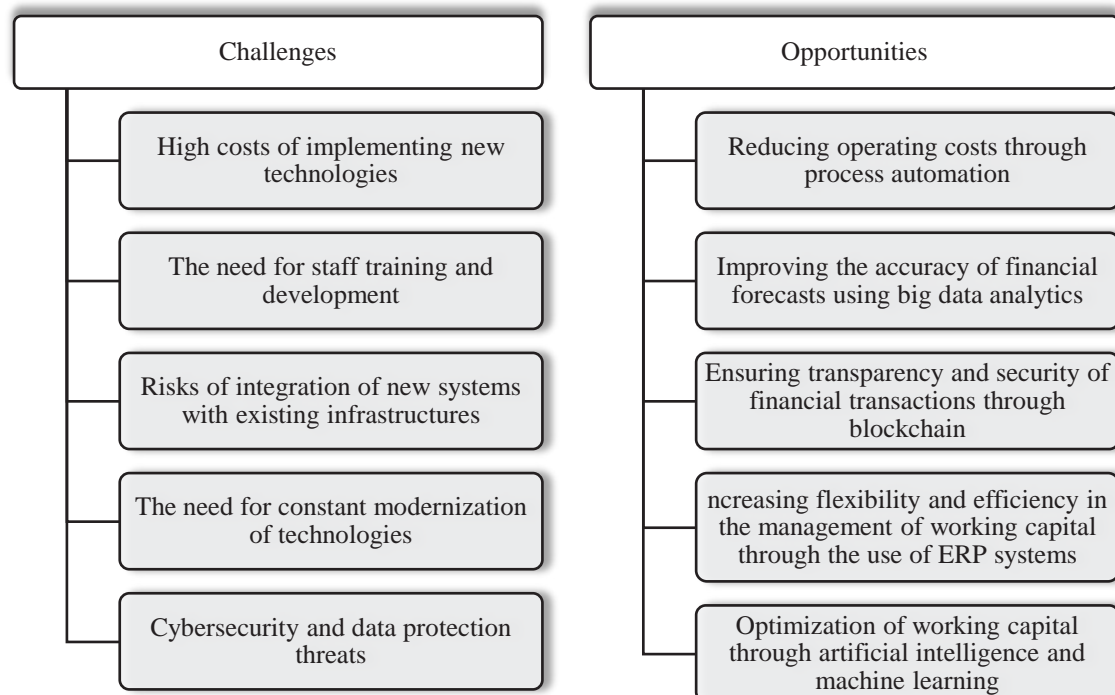 Challenges
High costs of implementing new
technologies
The need for staff training and
development
Risks of integration of new systems
with existing infrastructures
The need for constant modernization
of technologies
Cybersecurity and data protection
threats
Opportunities
Reducing operating costs through
process automation
Improving the accuracy of financial
forecasts using big data analytics
Ensuring transparency and security of
financial transactions through
blockchain
ncreasing flexibility and efficiency in
the management of working capital
through the use of ERP systems
Optimization of working capital
through artificial intelligence and
machine learning